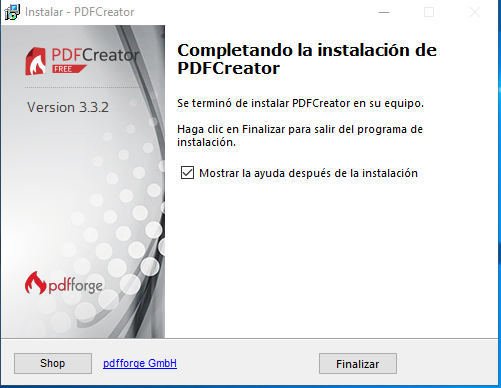 Instalar - PDFCreator
PDFCreator
FREE
Version 3.3.2
Completando la instalación de
PDFCreator
Se terminó de instalar PDFCreator en su equipo.
Haga clic en Finalizar para salir del programa de
instalación.
Mostrar la ayuda después de la instalación
pdfforge
Shop
pdfforge GmbH
Finalizar